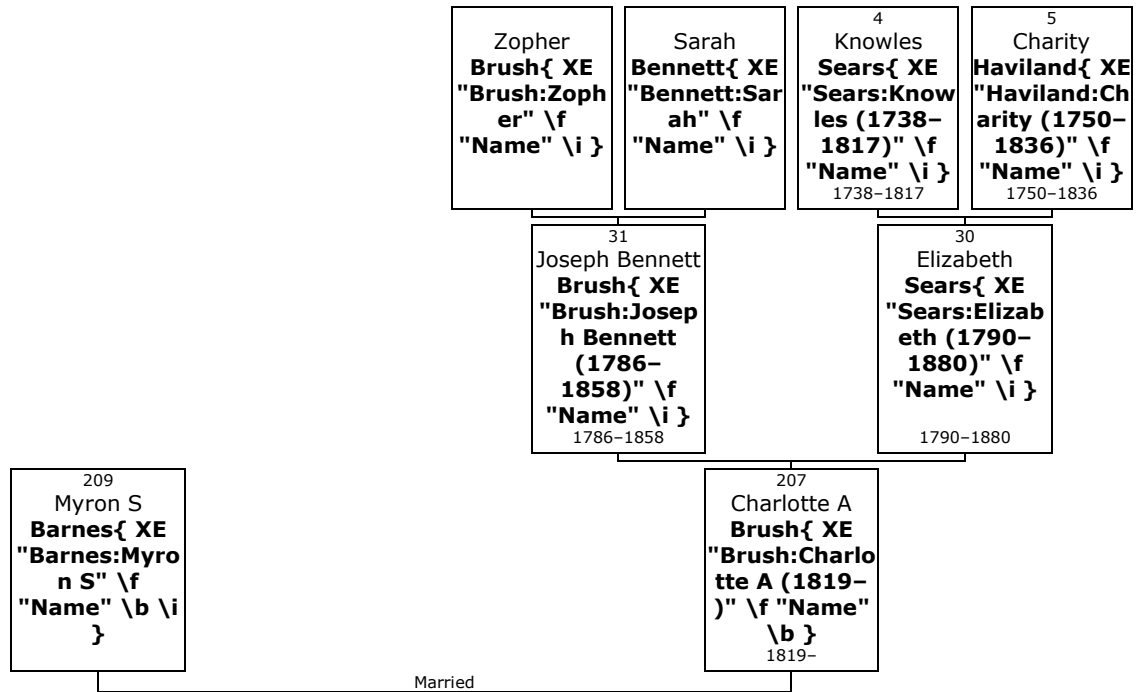 Zopher
Brush{ XE
"Brush:Zoph
er" \f
"Name" \i }
Sarah
Bennett{ XE
"Bennett:Sar
ah" \f
"Name" \i }
4
Knowles
Sears{ XE
"Sears:Know
les (1738–
1817)" \f
"Name" \i }
1738–1817
5
Charity
Haviland{ XE
"Haviland:Ch
arity (1750–
1836)" \f
"Name" \i }
1750–1836
31
Joseph Bennett
Brush{ XE
"Brush:Josep
h Bennett
(1786–
1858)" \f
"Name" \i }
1786–1858
30
Elizabeth
Sears{ XE
"Sears:Elizab
eth (1790–
1880)" \f
"Name" \i }
1790–1880
209
Myron S
Barnes{ XE
"Barnes:Myro
n S" \f
"Name" \b \i
}
207
Charlotte A
Brush{ XE
"Brush:Charlo
tte A (1819–
)" \f "Name"
\b }
1819–
Married